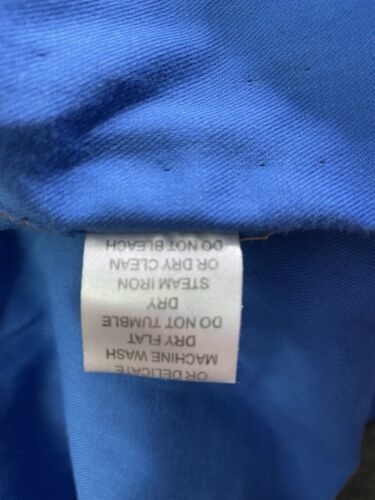 OR DELICATE
MACHINE WASH
DRY FLAT
DO NOT TUMBLE
DRY
STEAM IRON
OR DRY CLEAN
DO NOT BLEACH